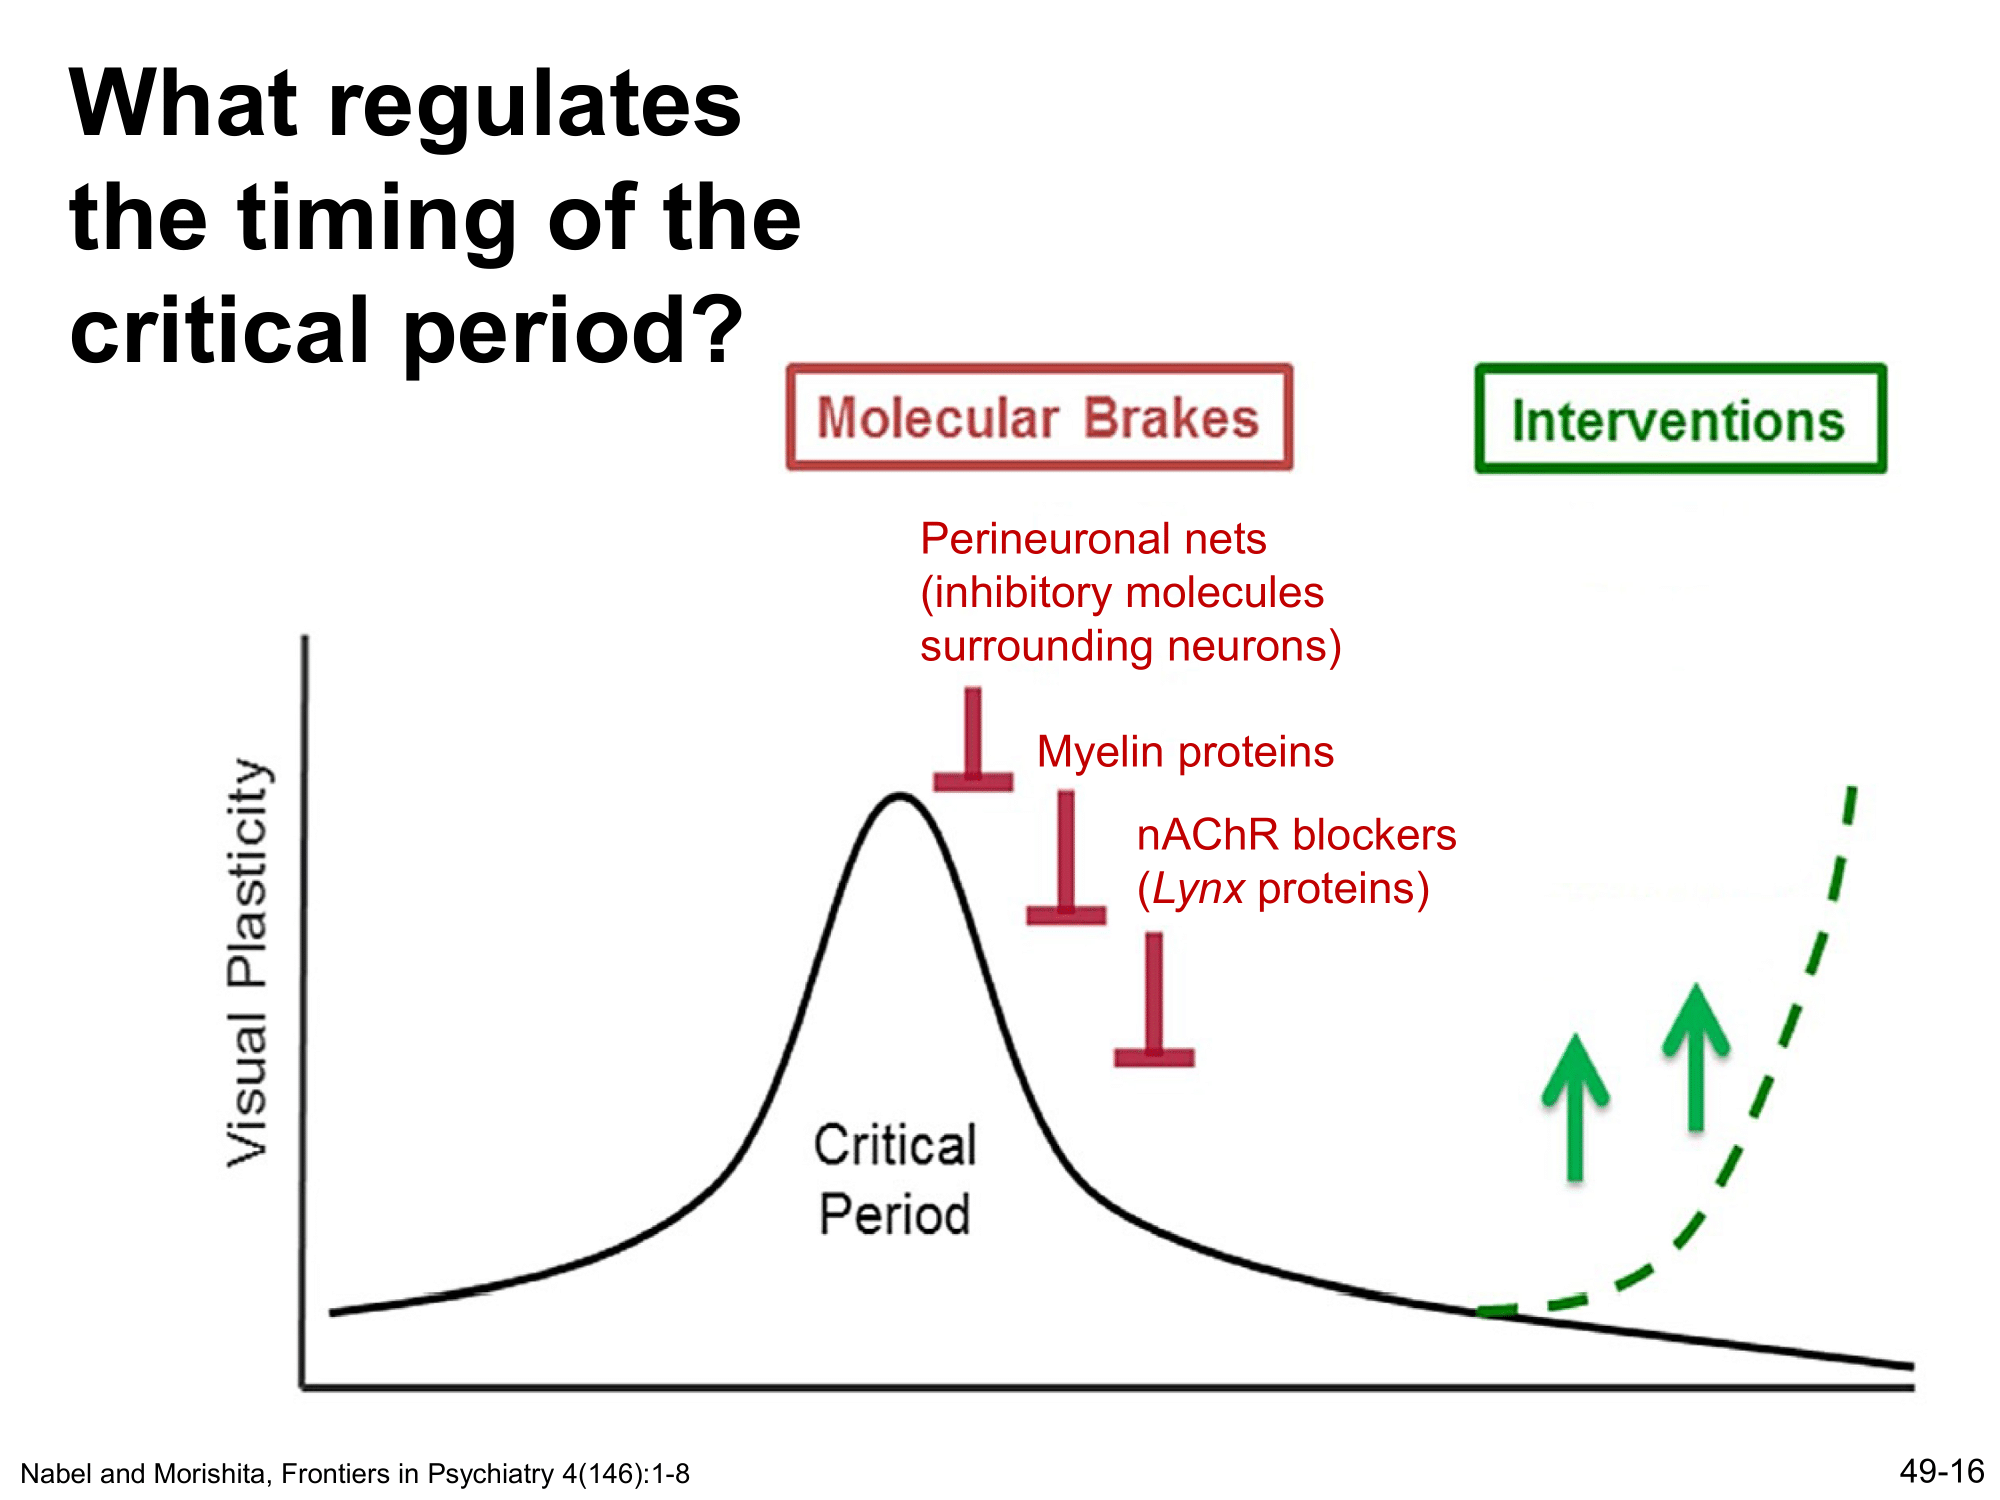 What regulates
the timing of the
critical period?
Molecular Brakes
Interventions
Perineuronal nets
(inhibitory molecules
surrounding neurons)
Myelin proteins
nAChR blockers
(Lynx proteins)
Visual Plasticity
Critical
Period
Nabel and Morishita, Frontiers in Psychiatry 4(146):1-8
49-16